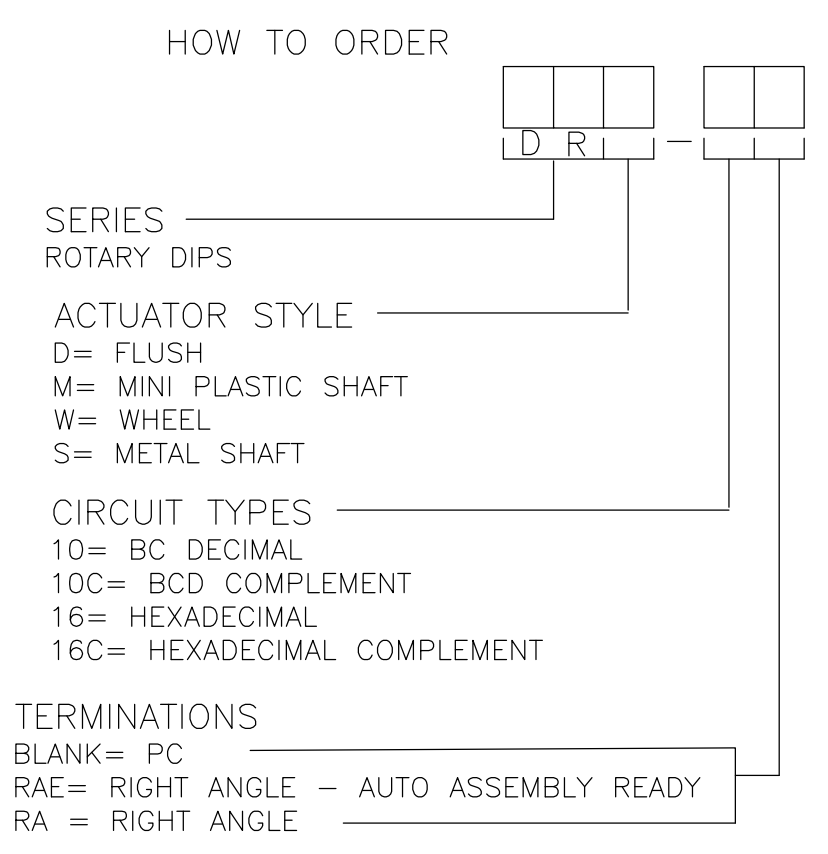 HOW TO ORDER
D R -
SERIES
ROTARY DIPS
ACTUATOR STYLE
D= FLUSH
M= MINI PLASTIC SHAFT
W= WHEEL
S= METAL SHAFT
CIRCUIT TYPES
10= BC DECIMAL
10C= BCD COMPLEMENT
16= HEXADECIMAL
16C= HEXADECIMAL COMPLEMENT
TERMINATIONS
BLANK= PC
RAE= RIGHT ANGLE - AUTO ASSEMBLY READY
RA = RIGHT ANGLE